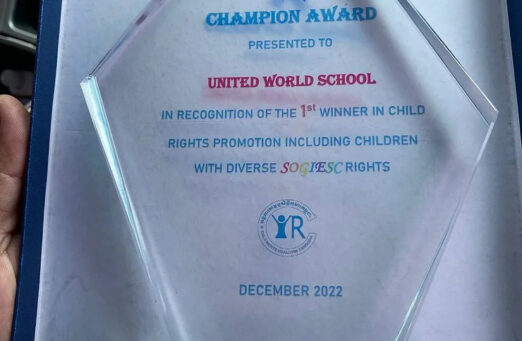 CHAMPION AWARD
PRESENTED TO
UNITED WORLD SCHOOL
IN RECOGNITION OF THE 1st WINNER IN CHILD
RIGHTS PROMOTION INCLUDING CHILDREN
WITH DIVERSE SOGIESC RIGHTS
DECEMBER 2022